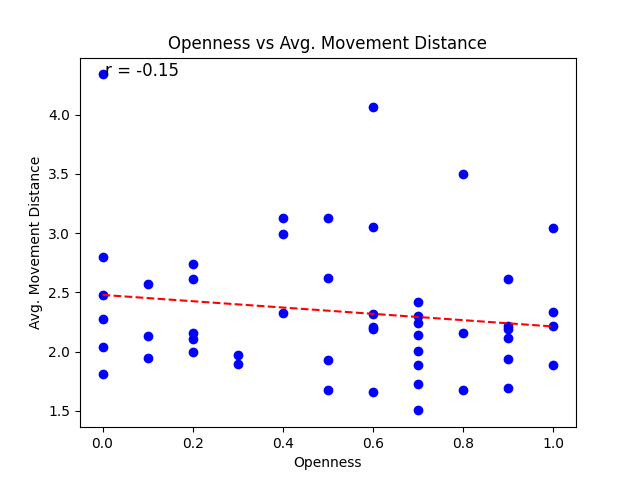 Openness vs Avg. Movement Distance
r = -0.15
4.0
3.5
3.0
2.5
2.0
1.5
Avg. Movement Distance
0.0 0.2 0.4 0.6 0.8 1.0
Openness